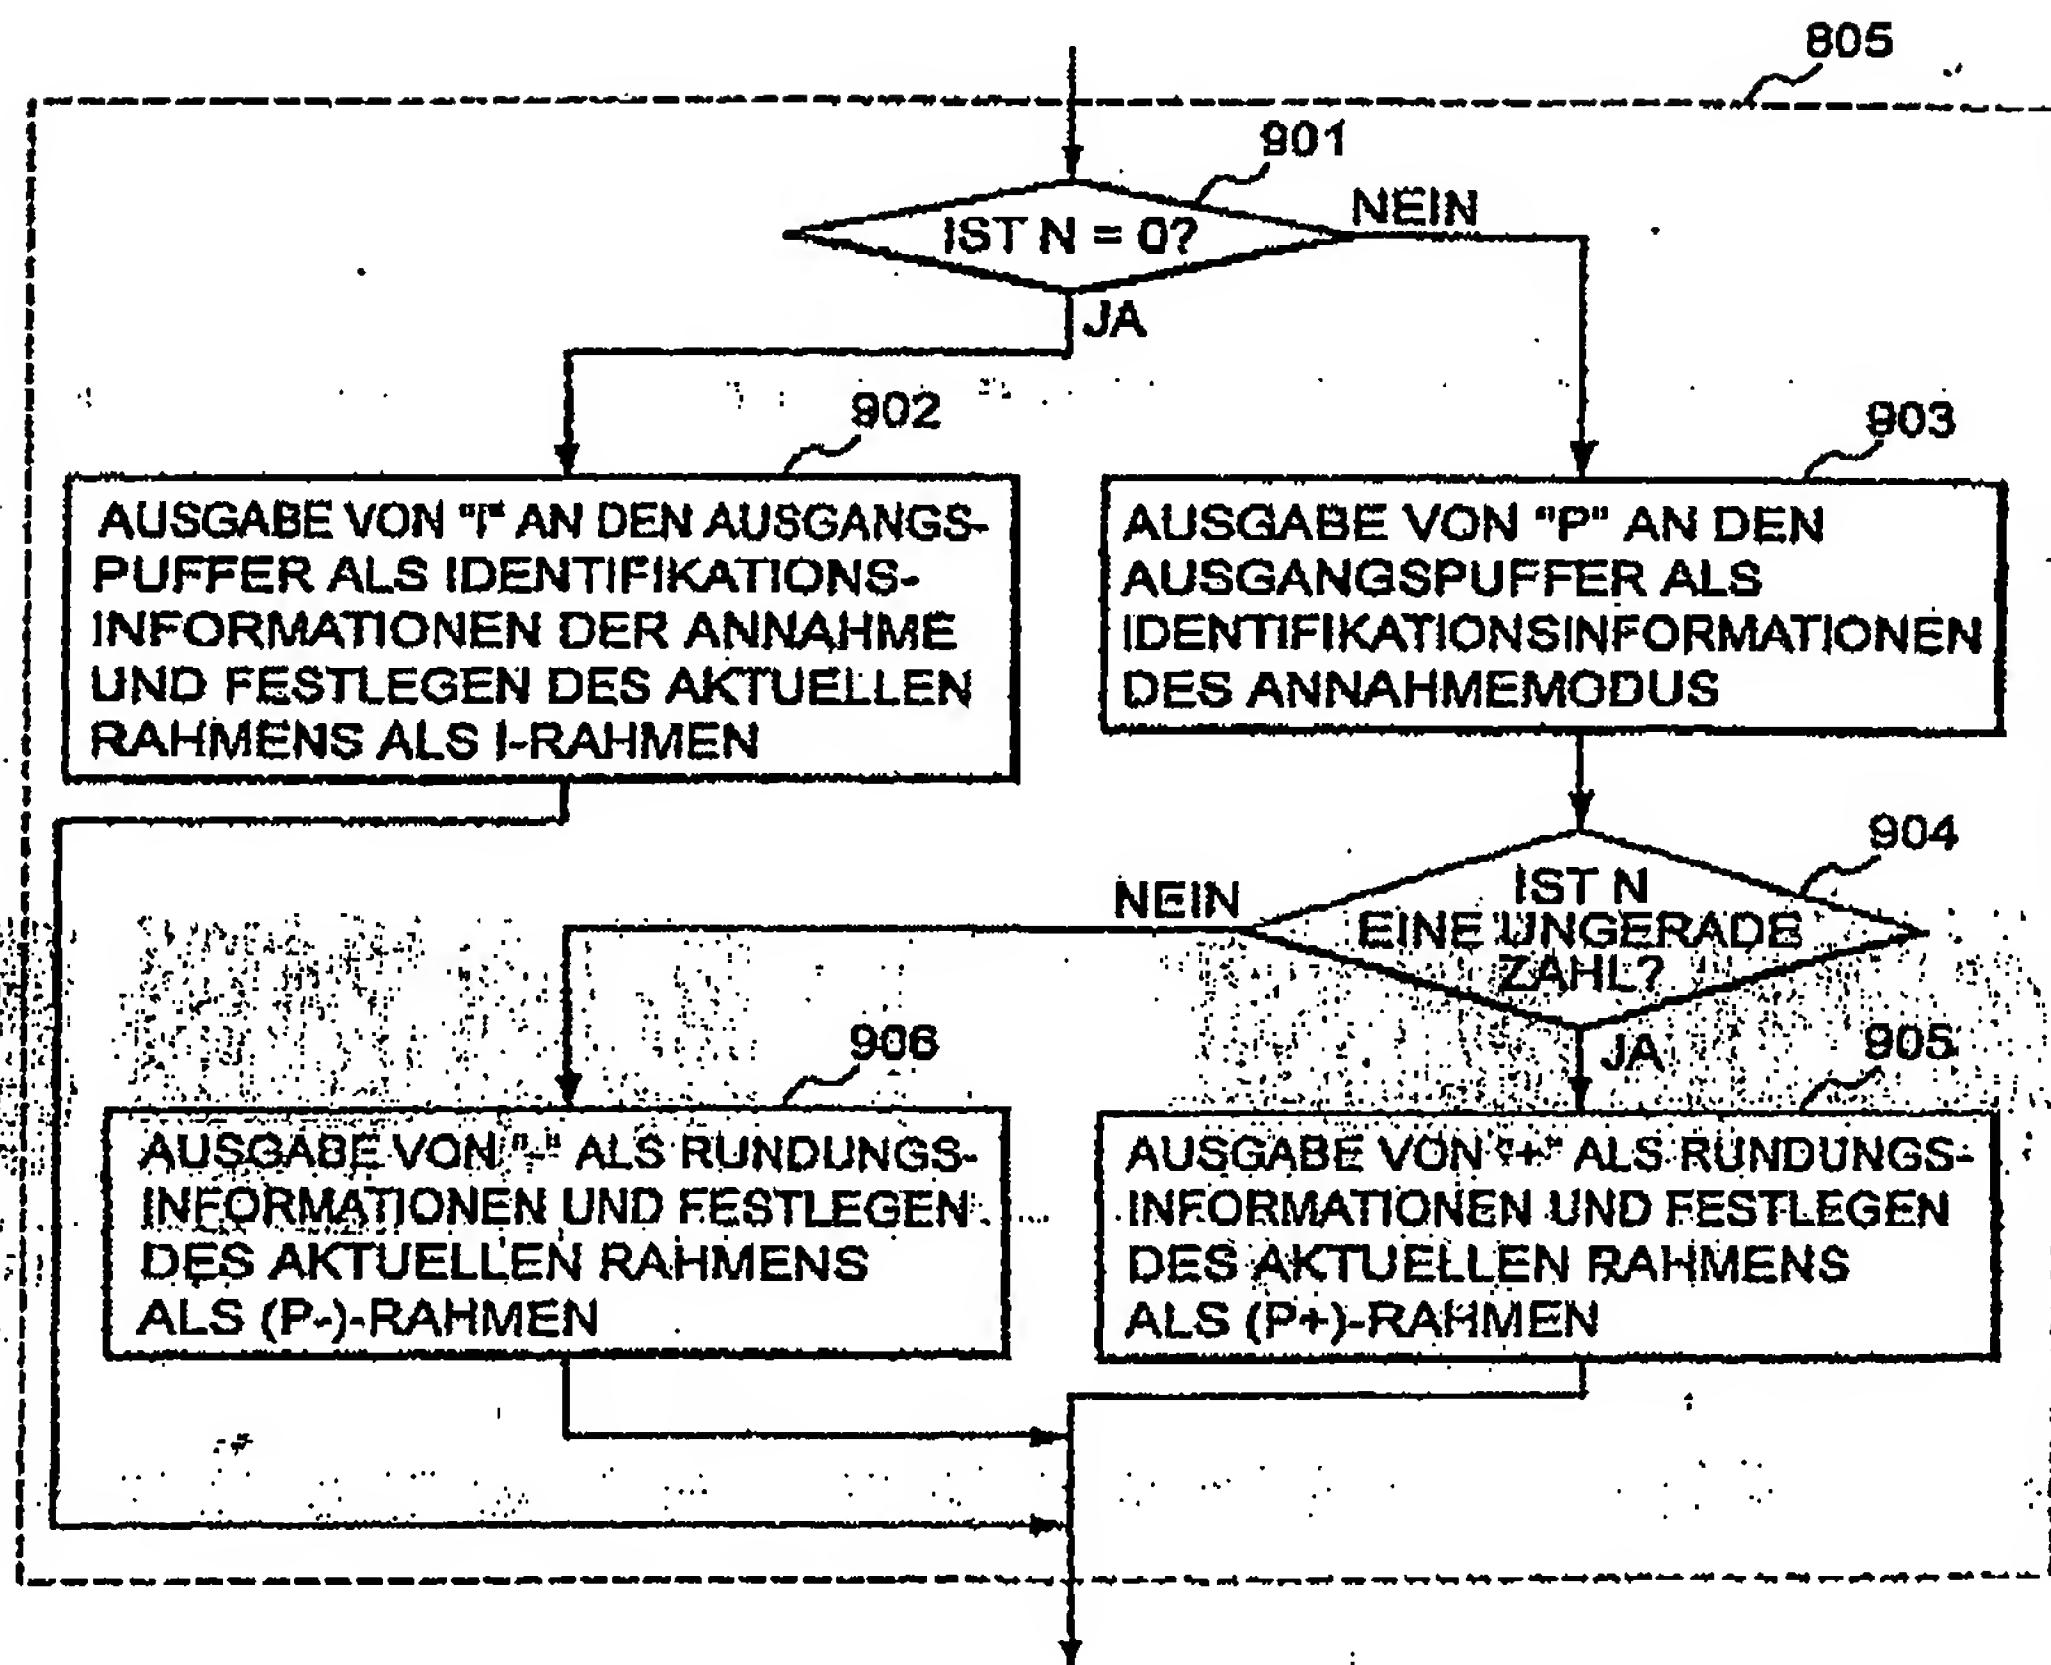 805
901
IST N = 0?
NEIN
JA
902
AUSGABE VON "I" AN DEN AUSGANGS-
PUFFER ALS IDENTIFIKATIONS-
INFORMATIONEN DER ANNAHME
UND FESTLEGEN DES AKTUELLEN
RAHMENS ALS I-RAHMEN
903
AUSGABE VON "P" AN DEN
AUSGANGSPUFFER ALS
IDENTIFIKATIONSINFORMATIONEN
DES ANNAHMEMODUS
904
IST N
EINE UNGERADE
ZAHL?
NEIN
JA
906
AUSGABE VON "-" ALS RUNDUNGS-
INFORMATIONEN UND FESTLEGEN
DES AKTUELLEN RAHMENS
ALS (P-)-RAHMEN
905
AUSGABE VON "+" ALS RUNDUNGS-
INFORMATIONEN UND FESTLEGEN
DES AKTUELLEN RAHMENS
ALS (P+)-RAHMEN